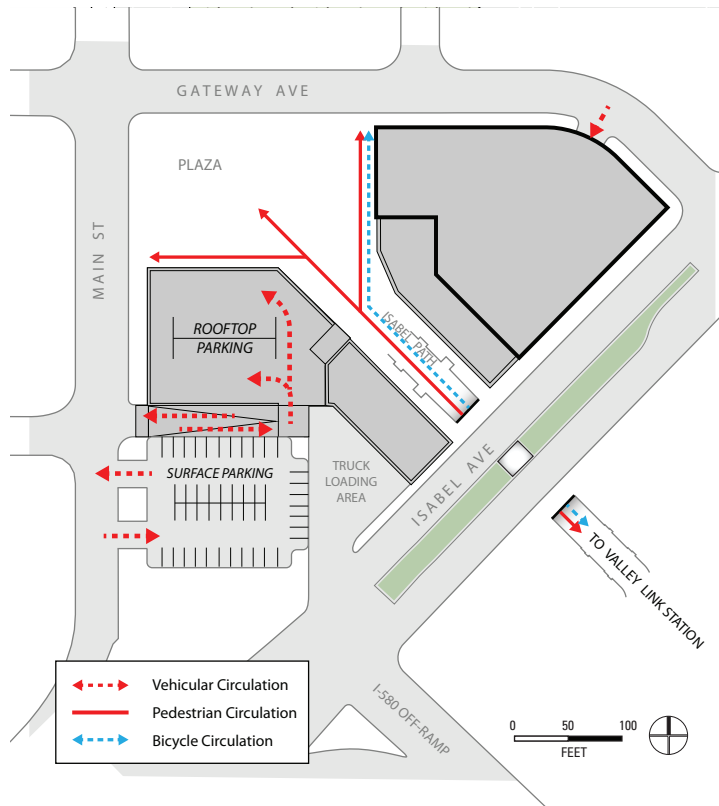 GATEWAY AVE
PLAZA
MAIN ST
ROOFTOP
PARKING
ISABEL PATH
SURFACE PARKING
TRUCK
LOADING
AREA
ISABEL AVE
TO VALLEY LINK STATION
I-580 OFF-RAMP
Vehicular Circulation
Pedestrian Circulation
Bicycle Circulation
0 50 100
FEET